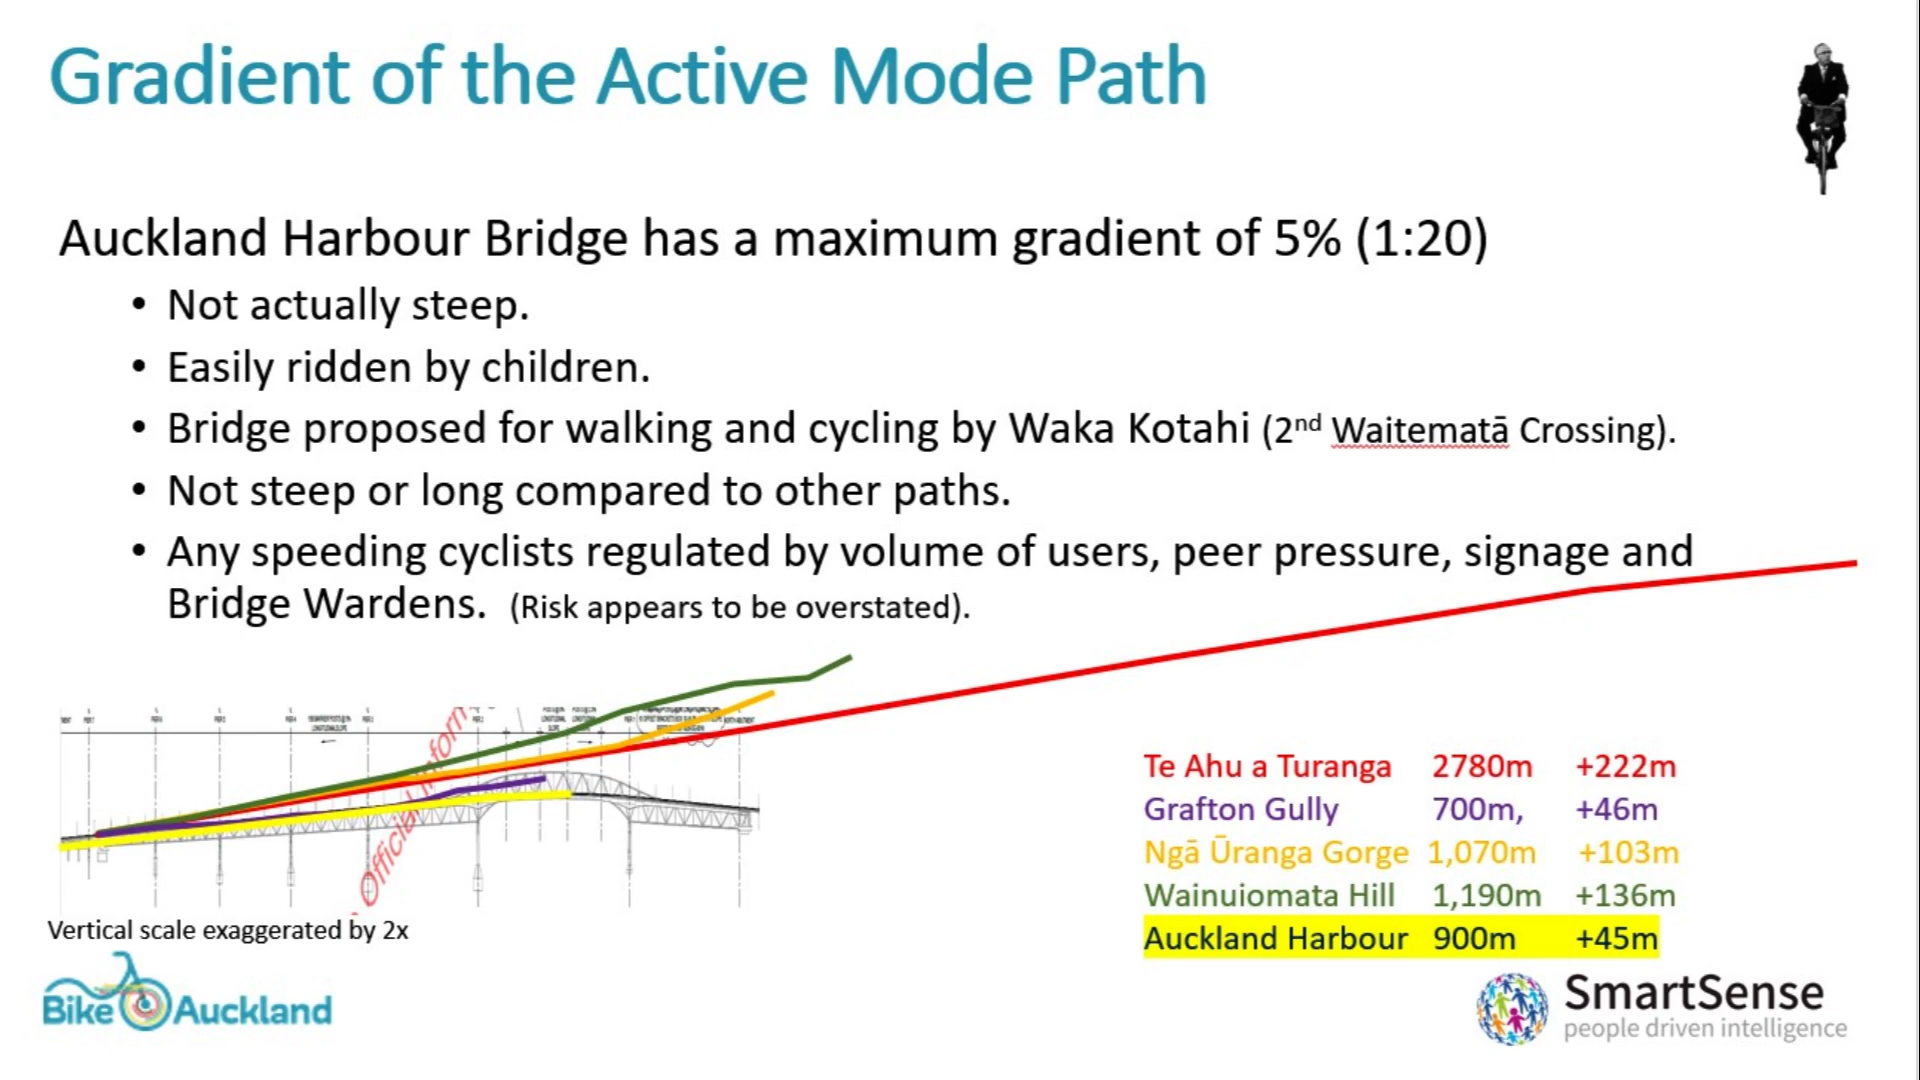 Gradient of the Active Mode Path
Auckland Harbour Bridge has a maximum gradient of 5% (1:20)
• Not actually steep.
• Easily ridden by children.
• Bridge proposed for walking and cycling by Waka Kotahi (2nd Waitematā Crossing).
• Not steep or long compared to other paths.
• Any speeding cyclists regulated by volume of users, peer pressure, signage and
Bridge Wardens. (Risk appears to be overstated).
Official Inform
Te Ahu a Turanga 2780m +222m
Grafton Gully 700m, +46m
Ngā Ūranga Gorge 1,070m +103m
Wainuiomata Hill 1,190m +136m
Auckland Harbour 900m +45m
Vertical scale exaggerated by 2x
Bike Auckland
SmartSense
people driven intelligence